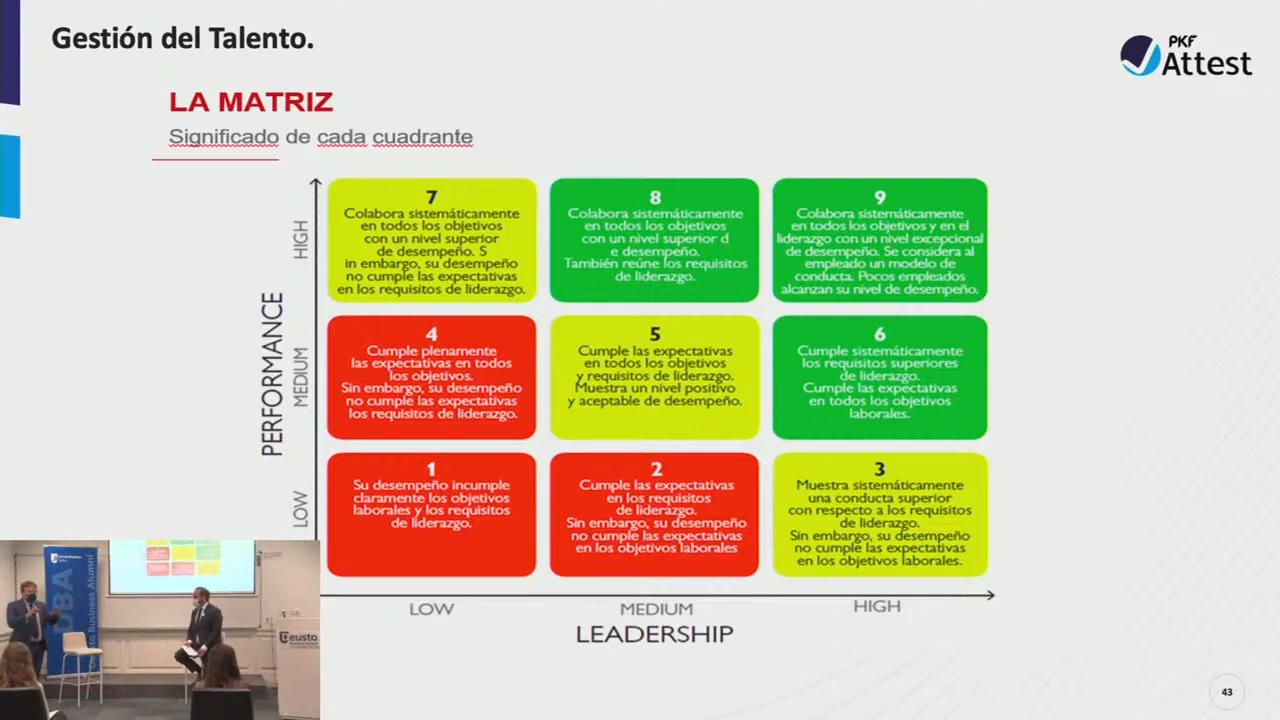 Gestión del Talento.
PKF
Attest
LA MATRIZ
Significado de cada cuadrante
PERFORMANCE
HIGH
7
Colabora sistemáticamente
en todos los objetivos
con un nivel superior
de desempeño. S
in embargo, su desempeño
no cumple las expectativas
en los requisitos de liderazgo.
8
Colabora sistemáticamente
en todos los objetivos
con un nivel superior d
e desempeño.
También reúne los requisitos
de liderazgo.
9
Colabora sistemáticamente
en todos los objetivos y en el
liderazgo con un nivel excepcional
de desempeño. Se considera al
empleado un modelo de
conducta. Pocos empleados
alcanzan su nivel de desempeño.
MEDIUM
4
Cumple plenamente
las expectativas en todos
los objetivos.
Sin embargo, su desempeño
no cumple las expectativas
los requisitos de liderazgo.
5
Cumple las expectativas
en todos los objetivos
y requisitos de liderazgo.
Muestra un nivel positivo
y aceptable de desempeño.
6
Cumple sistemáticamente
los requisitos superiores
de liderazgo.
Cumple las expectativas
en todos los objetivos
laborales.
LOW
1
Su desempeño incumple
claramente los objetivos
laborales y los requisitos
de liderazgo.
2
Cumple las expectativas
en los requisitos
de liderazgo.
Sin embargo, su desempeño
no cumple las expectativas
en los objetivos laborales
3
Muestra sistemáticamente
una conducta superior
con respecto a los requisitos
de liderazgo.
Sin embargo, su desempeño
no cumple las expectativas
en los objetivos laborales.
LOW
MEDIUM
HIGH
LEADERSHIP
DBA
Deusto Business Alumni
Deusto
43